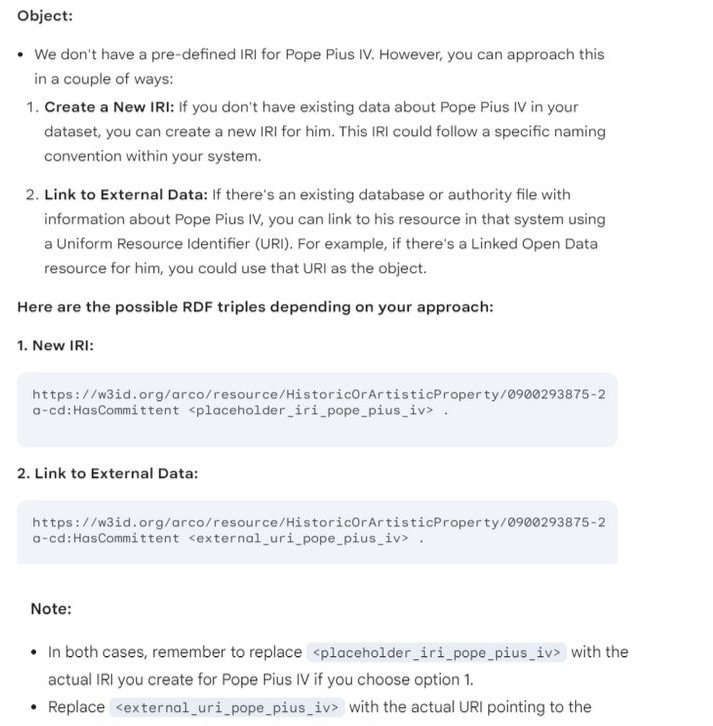 Object:
• We don't have a pre-defined IRI for Pope Pius IV. However, you can approach this
in a couple of ways:
1. Create a New IRI: If you don't have existing data about Pope Pius IV in your
dataset, you can create a new IRI for him. This IRI could follow a specific naming
convention within your system.
2. Link to External Data: If there's an existing database or authority file with
information about Pope Pius IV, you can link to his resource in that system using
a Uniform Resource Identifier (URI). For example, if there's a Linked Open Data
resource for him, you could use that URI as the object.
Here are the possible RDF triples depending on your approach:
1. New IRI:
https://w3id.org/arco/resource/HistoricOrArtisticProperty/0900293875-2
a-cd:HasCommittent <placeholder_iri_pope_pius_iv> .
2. Link to External Data:
https://w3id.org/arco/resource/HistoricOrArtisticProperty/0900293875-2
a-cd:HasCommittent <external_uri_pope_pius_iv> .
Note:
• In both cases, remember to replace <placeholder_iri_pope_pius_iv> with the
actual IRI you create for Pope Pius IV if you choose option 1.
• Replace <external_uri_pope_pius_iv> with the actual URI pointing to the